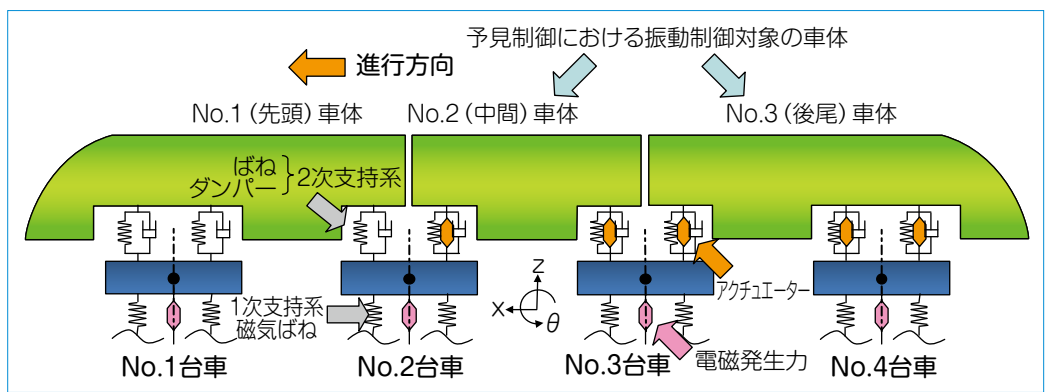 予見制御における振動制御対象の車体
進行方向
No.1（先頭）車体
No.2（中間）車体
No.3（後尾）車体
ばね
ダンパー
2次支持系
アクチュエーター
1次支持系
磁気ばね
z
x
θ
電磁発生力
No.1台車
No.2台車
No.3台車
No.4台車